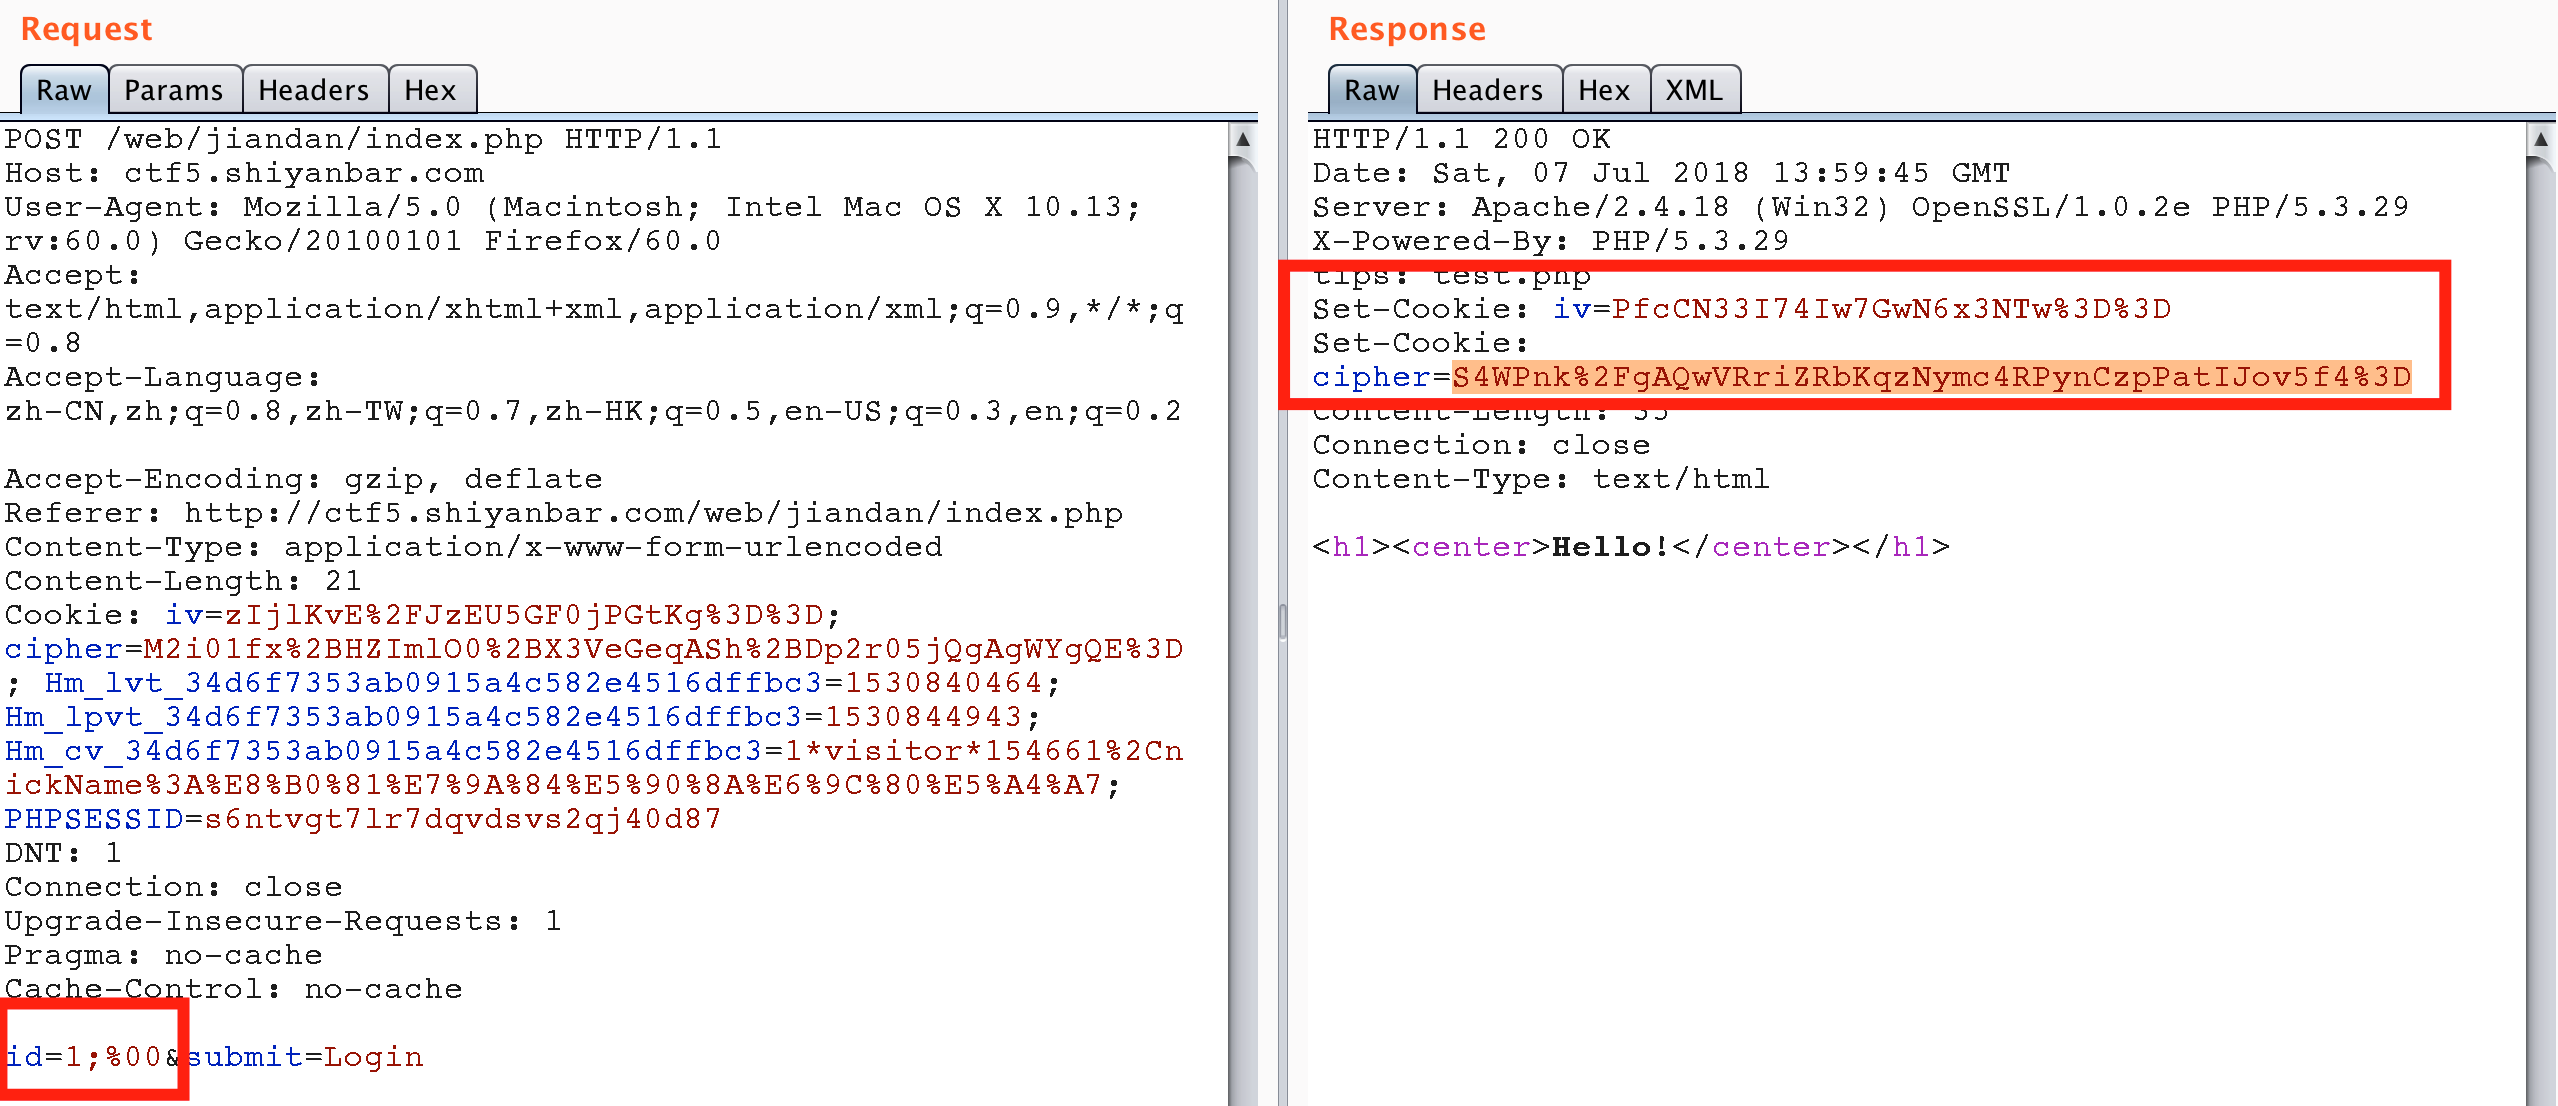 Request
Raw
Params
Headers
Hex
POST /web/jiandan/index.php HTTP/1.1
Host: ctf5.shiyanbar.com
User-Agent: Mozilla/5.0 (Macintosh; Intel Mac OS X 10.13;
rv:60.0) Gecko/20100101 Firefox/60.0
Accept:
text/html,application/xhtml+xml,application/xml;q=0.9,*/*;q
=0.8
Accept-Language:
zh-CN,zh;q=0.8,zh-TW;q=0.7,zh-HK;q=0.5,en-US;q=0.3,en;q=0.2
Accept-Encoding: gzip, deflate
Referer: http://ctf5.shiyanbar.com/web/jiandan/index.php
Content-Type: application/x-www-form-urlencoded
Content-Length: 21
Cookie: iv=zIjlKvE%2FJzEU5GF0jPGtKg%3D%3D;
cipher=M2i01fx%2BHZImlO0%2BX3VeGeqASh%2BDp2r05jQgAgWYgQE%3D
; Hm_lvt_34d6f7353ab0915a4c582e4516dffbc3=1530840464;
Hm_lpvt_34d6f7353ab0915a4c582e4516dffbc3=1530844943;
Hm_cv_34d6f7353ab0915a4c582e4516dffbc3=1*visitor*154661%2Cn
ickName%3A%E8%B0%81%E7%9A%84%E5%90%8A%E6%9C%80%E5%A4%A7;
PHPSESSID=s6ntvgt7lr7dqvdsvs2qj40d87
DNT: 1
Connection: close
Upgrade-Insecure-Requests: 1
Pragma: no-cache
Cache-Control: no-cache
id=1;%00&submit=Login
Response
Raw
Headers
Hex
XML
HTTP/1.1 200 OK
Date: Sat, 07 Jul 2018 13:59:45 GMT
Server: Apache/2.4.18 (Win32) OpenSSL/1.0.2e PHP/5.3.29
X-Powered-By: PHP/5.3.29
tips: test.php
Set-Cookie: iv=PfcCN33I74Iw7GwN6x3NTw%3D%3D
Set-Cookie:
cipher=S4WPnk%2FgAQwVRriZRbKqzNymc4RPynCzpPatIJov5f4%3D
Content-Length: 35
Connection: close
Content-Type: text/html
<h1><center>Hello!</center></h1>